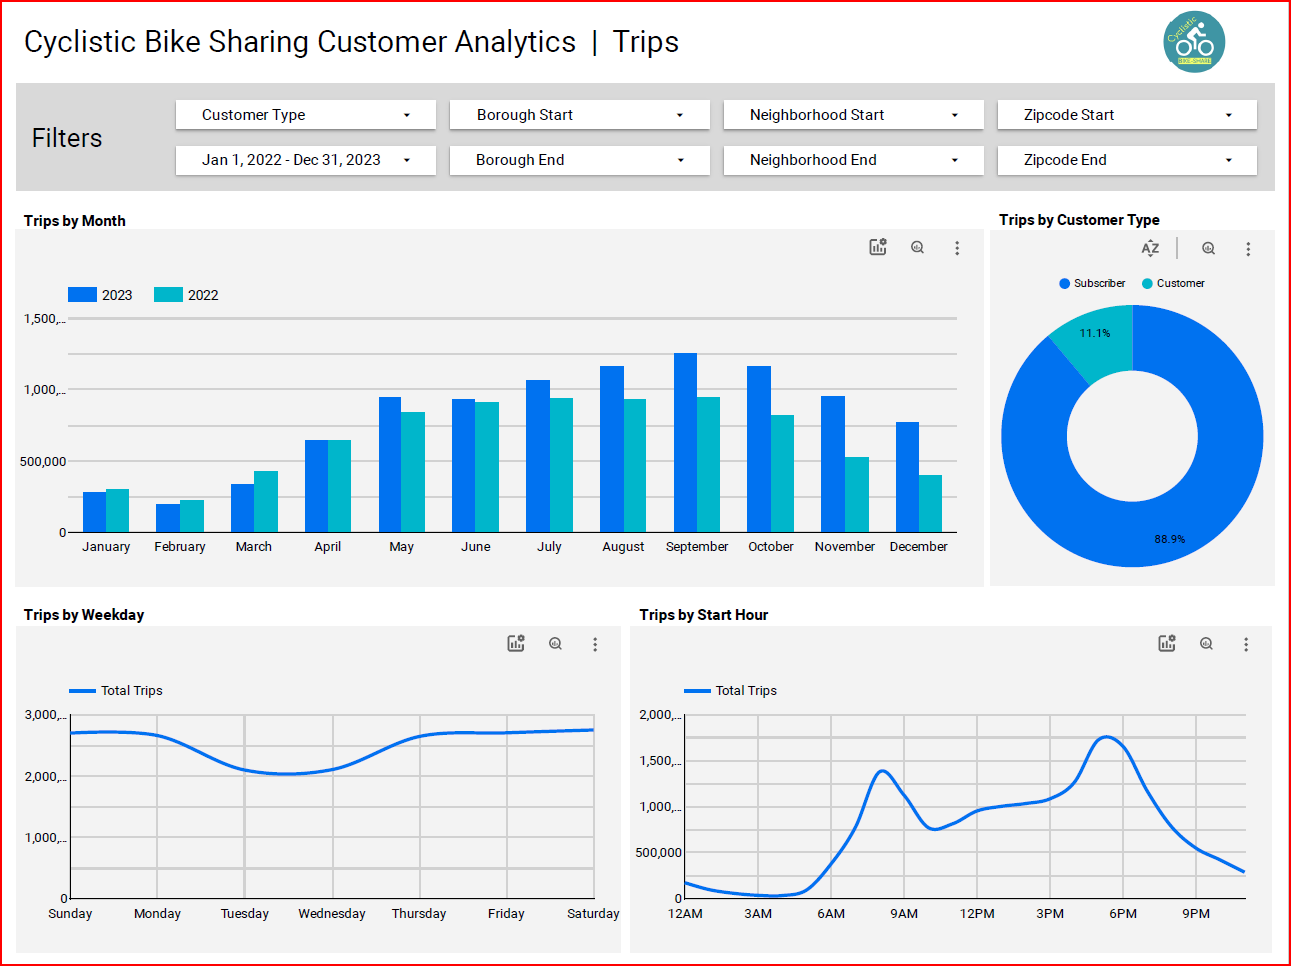 Cyclistic Bike Sharing Customer Analytics | Trips
Cyclistic
BIKE-SHARE
Filters
Customer Type
Borough Start
Neighborhood Start
Zipcode Start
Jan 1, 2022 - Dec 31, 2023
Borough End
Neighborhood End
Zipcode End
Trips by Month
2023 2022
1,500,...
1,000,...
500,000
0
January February March April May June July August September October November December
Trips by Customer Type
AZ
Subscriber Customer
11.1%
88.9%
Trips by Weekday
Total Trips
3,000,...
2,000,...
1,000,...
0
Sunday Monday Tuesday Wednesday Thursday Friday Saturday
Trips by Start Hour
Total Trips
2,000,...
1,500,...
1,000,...
500,000
0
12AM 3AM 6AM 9AM 12PM 3PM 6PM 9PM